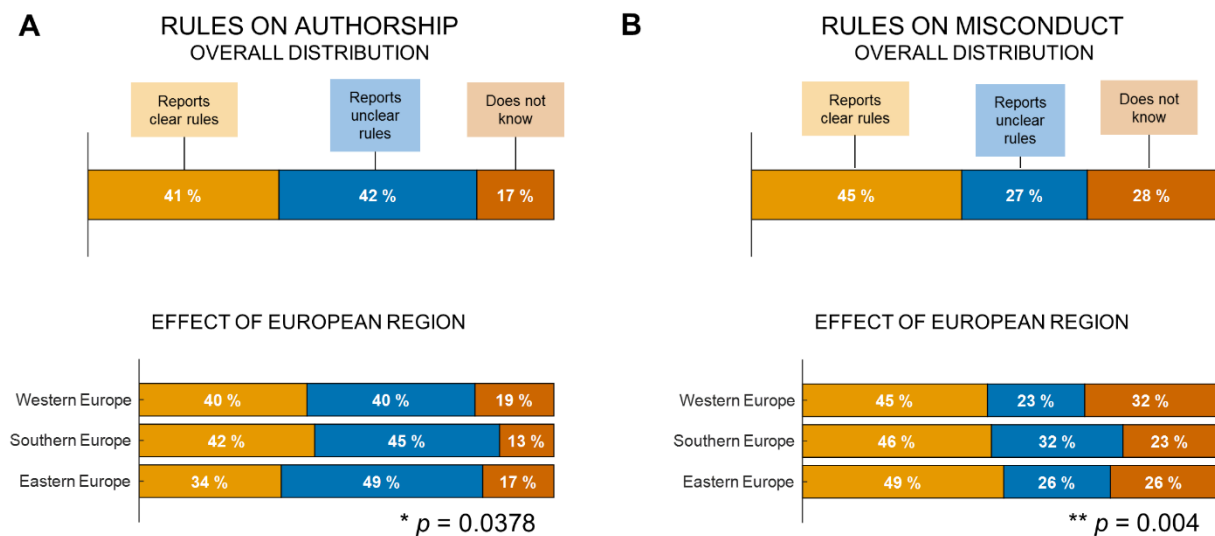 A
RULES ON AUTHORSHIP
OVERALL DISTRIBUTION
Reports
clear rules
Reports
unclear
rules
Does not
know
41 %
42 %
17 %
EFFECT OF EUROPEAN REGION
Western Europe
40 %
40 %
19 %
Southern Europe
42 %
45 %
13 %
Eastern Europe
34 %
49 %
17 %
* p = 0.0378
B
RULES ON MISCONDUCT
OVERALL DISTRIBUTION
Reports
clear rules
Reports
unclear
rules
Does not
know
45 %
27 %
28 %
EFFECT OF EUROPEAN REGION
Western Europe
45 %
23 %
32 %
Southern Europe
46 %
32 %
23 %
Eastern Europe
49 %
26 %
26 %
** p = 0.004